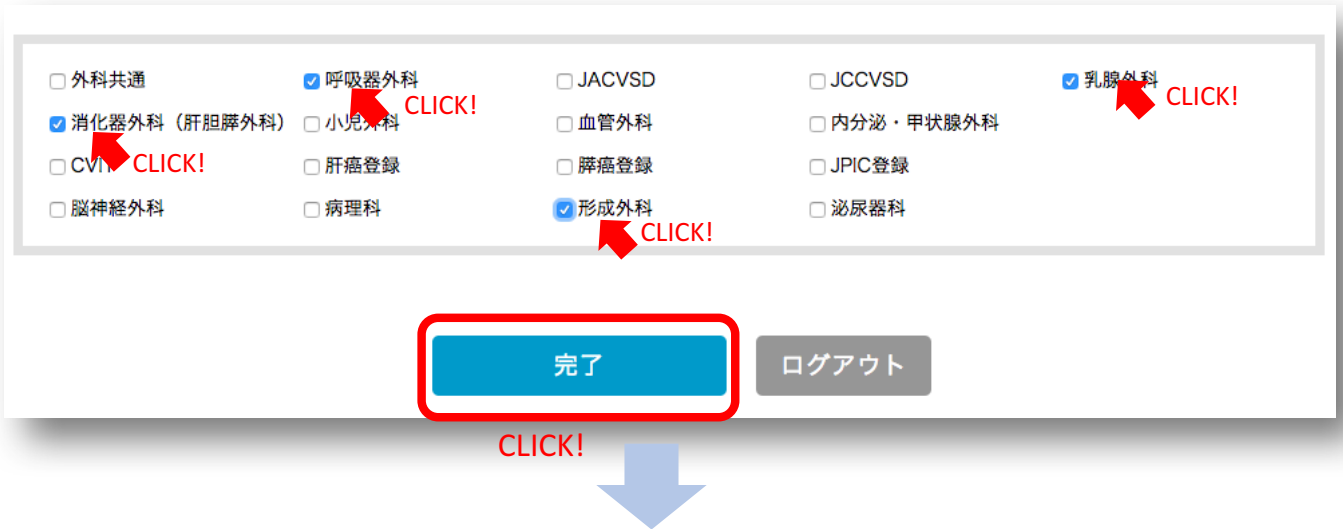 外科共通 呼吸器外科 JACVSD JCCVSD 乳腺外科
CLICK! CLICK!
消化器外科（肝胆膵外科） 小児外科 血管外科 内分泌・甲状腺外科
CLICK!
肝癌登録 膵癌登録 JPIC登録
脳神経外科 病理科 形成外科 泌尿器科
CLICK!
完了 ログアウト
CLICK!